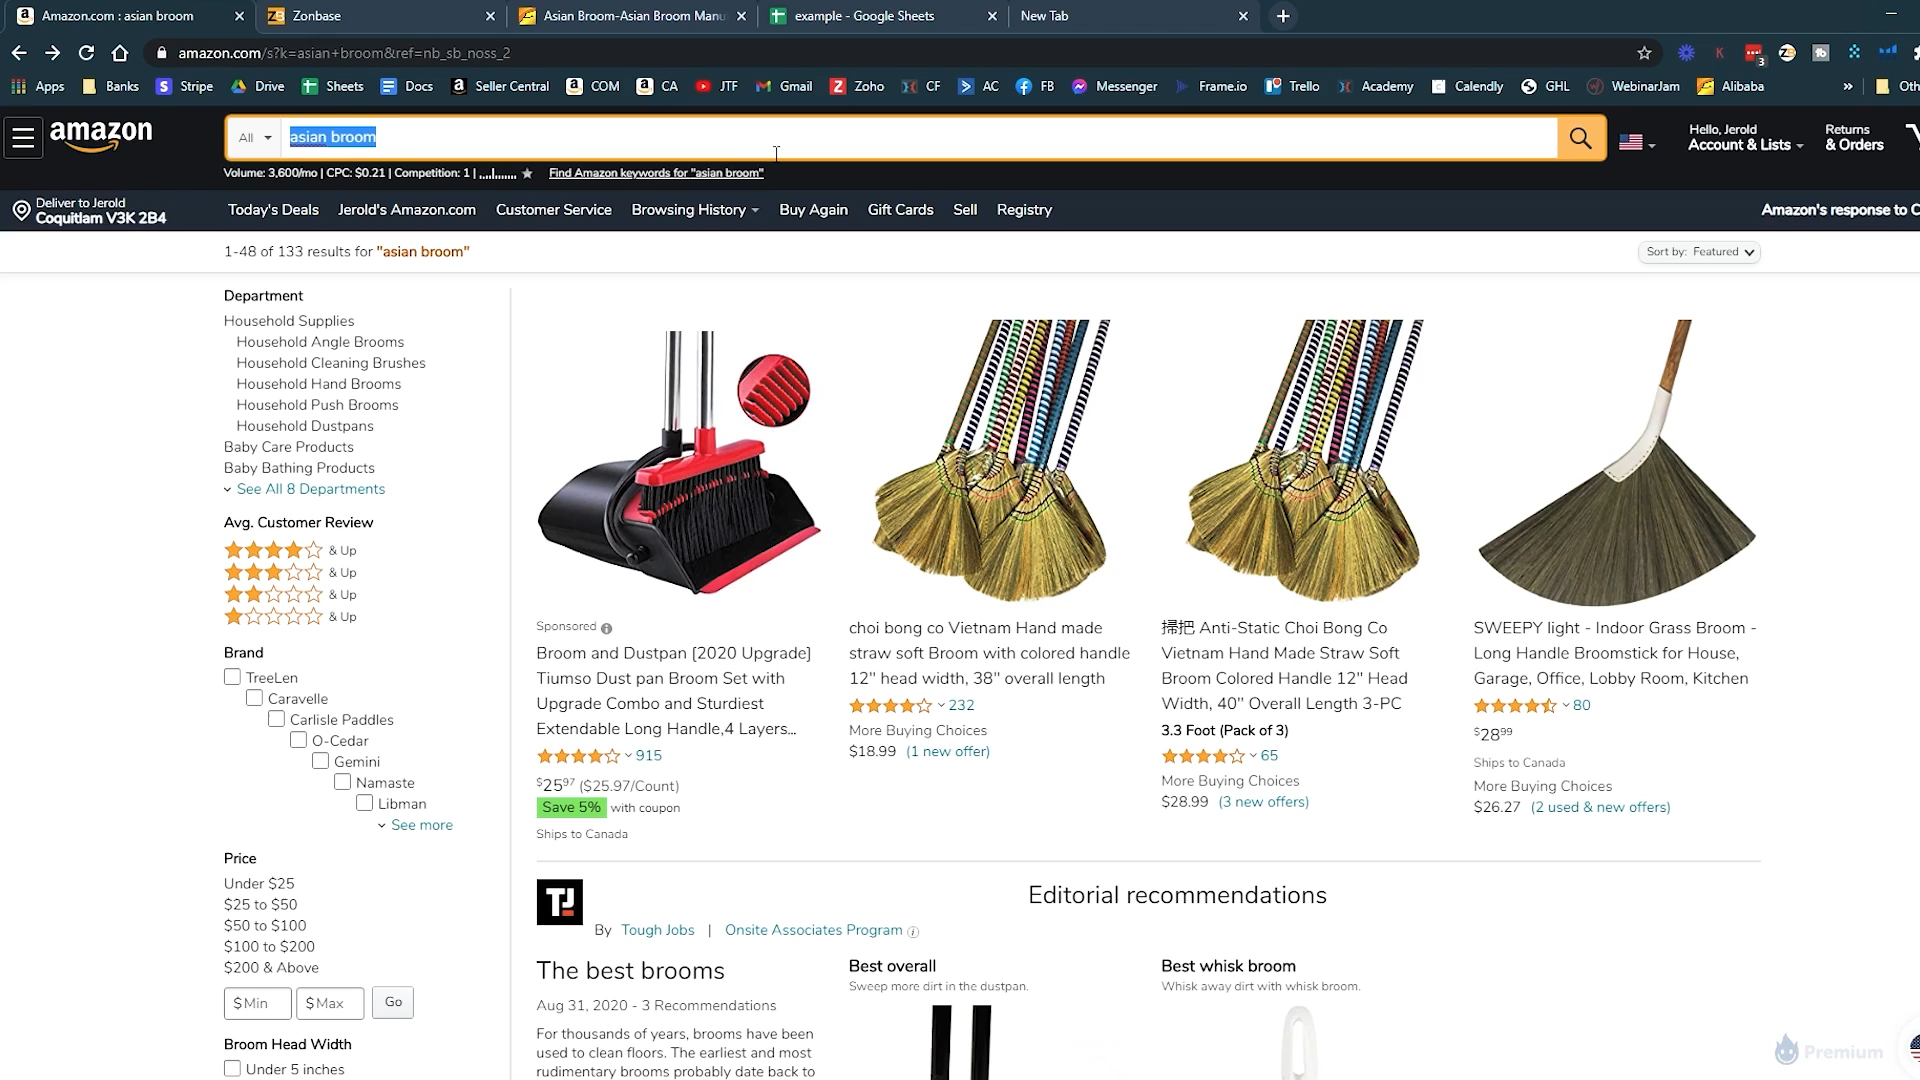 Amazon.com : asian broom
Zonbase
Asian Broom-Asian Broom Manu
example - Google Sheets
New Tab
amazon.com/s?k=asian+broom&ref=nb_sb_noss_2
3
Apps
Banks
Stripe
Drive
Sheets
Docs
Seller Central
COM
CA
JTF
Gmail
Zoho
CF
AC
FB
Messenger
Frame.io
Trello
Academy
Calendly
GHL
WebinarJam
Alibaba
Oth
amazon
All
asian broom
Hello, Jerold
Account & Lists
Returns
& Orders
Volume: 3,600/mo | CPC: $0.21 | Competition: 1 |
Find Amazon keywords for "asian broom"
Deliver to Jerold
Coquitlam V3K 2B4
Today's Deals
Jerold's Amazon.com
Customer Service
Browsing History
Buy Again
Gift Cards
Sell
Registry
Amazon's response to C
1-48 of 133 results for "asian broom"
Sort by: Featured
Department
Household Supplies
Household Angle Brooms
Household Cleaning Brushes
Household Hand Brooms
Household Push Brooms
Household Dustpans
Baby Care Products
Baby Bathing Products
See All 8 Departments
Avg. Customer Review
& Up
& Up
& Up
& Up
Brand
TreeLen
Caravelle
Carlisle Paddles
O-Cedar
Gemini
Namaste
Libman
See more
Price
Under $25
$25 to $50
$50 to $100
$100 to $200
$200 & Above
$ Min
$ Max
Go
Broom Head Width
Under 5 inches
Sponsored
Broom and Dustpan [2020 Upgrade]
Tiumso Dust pan Broom Set with
Upgrade Combo and Sturdiest
Extendable Long Handle,4 Layers...
915
$25 97 ($25.97/Count)
Save 5% with coupon
Ships to Canada
choi bong co Vietnam Hand made
straw soft Broom with colored handle
12" head width, 38" overall length
232
More Buying Choices
$18.99 (1 new offer)
掃把 Anti-Static Choi Bong Co
Vietnam Hand Made Straw Soft
Broom Colored Handle 12" Head
Width, 40" Overall Length 3-PC
3.3 Foot (Pack of 3)
65
More Buying Choices
$28.99 (3 new offers)
SWEEPY light - Indoor Grass Broom -
Long Handle Broomstick for House,
Garage, Office, Lobby Room, Kitchen
80
$28 99
Ships to Canada
More Buying Choices
$26.27 (2 used & new offers)
Editorial recommendations
TJ
By Tough Jobs | Onsite Associates Program
The best brooms
Aug 31, 2020 - 3 Recommendations
For thousands of years, brooms have been
used to clean floors. The earliest and most
rudimentary brooms probably date back to
Best overall
Sweep more dirt in the dustpan.
Best whisk broom
Whisk away dirt with whisk broom.
Premium